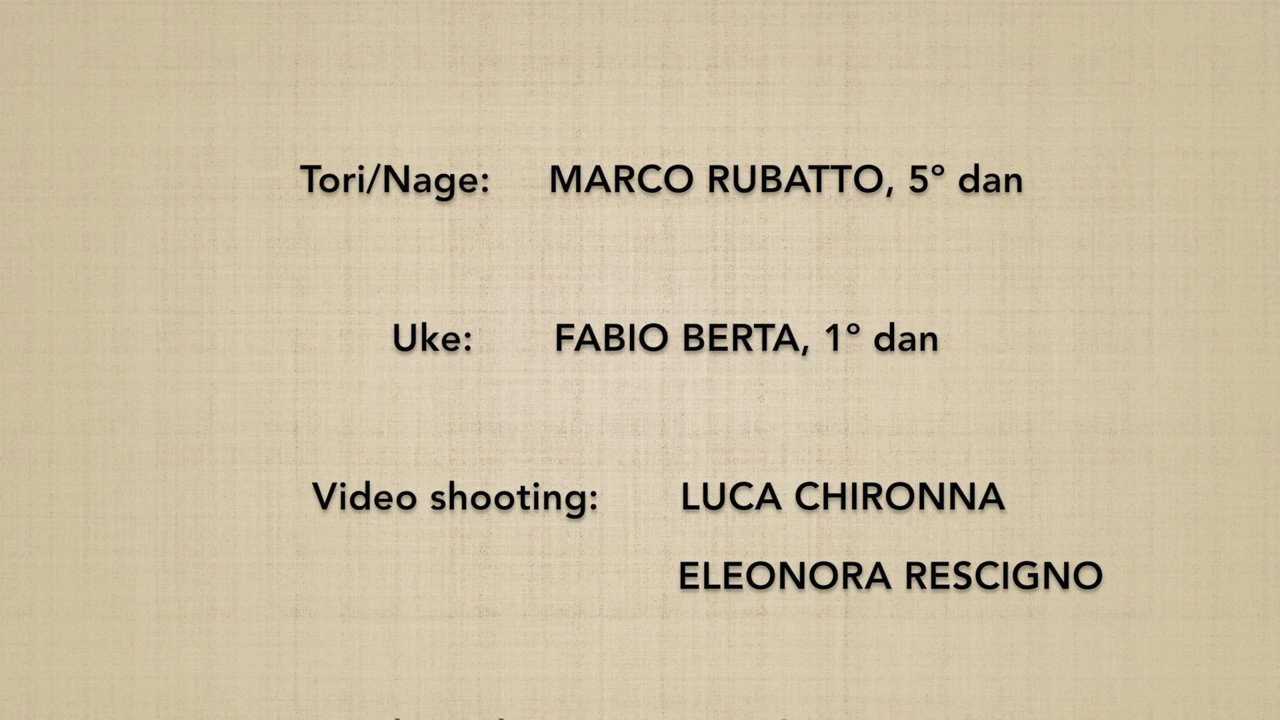 Tori/Nage: MARCO RUBATTO, 5° dan
Uke: FABIO BERTA, 1° dan
Video shooting: LUCA CHIRONNA
ELEONORA RESCIGNO